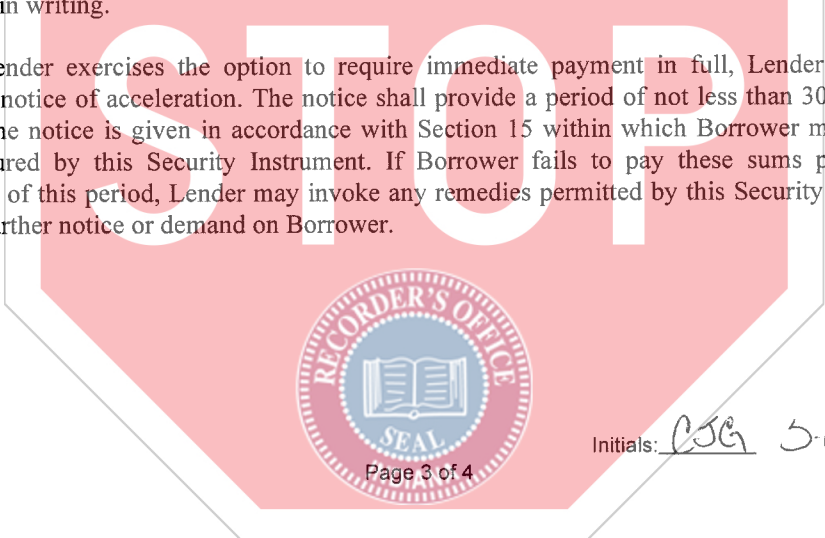 in writing.
STOP
ender exercises the option to require immediate payment in full, Lender
notice of acceleration. The notice shall provide a period of not less than 30
e notice is given in accordance with Section 15 within which Borrower m
ured by this Security Instrument. If Borrower fails to pay these sums p
of this period, Lender may invoke any remedies permitted by this Security
rther notice or demand on Borrower.
RECORDER'S OFFICE
SEAL
INDIANA
Initials: CJG
Page 3 of 4